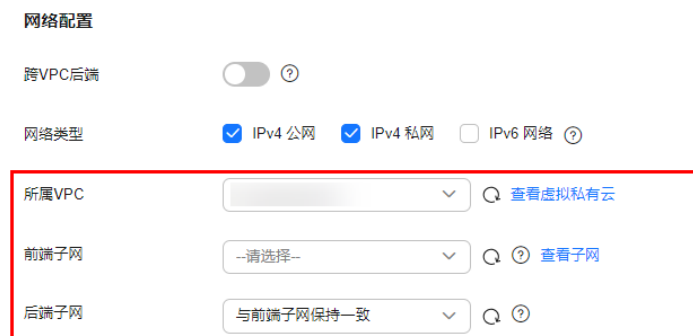 网络配置
跨VPC后端
网络类型 IPv4 公网 IPv4 私网 IPv6 网络
所属VPC 查看虚拟私有云
前端子网 --请选择-- 查看子网
后端子网 与前端子网保持一致